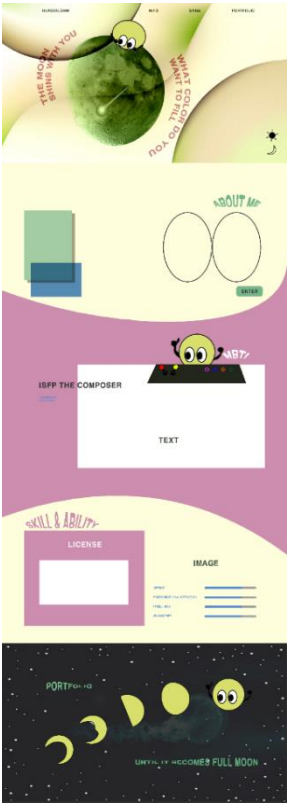 PORTFOLIO
THE MOON
SHINS WITH YOU
WHAT COLOR DO YOU
WANT TO FILL YOU
ABOUT ME
ENTER
MBTI
ISFP THE COMPOSER
TEXT
SKILL & ABILITY
LICENSE
IMAGE
PORTFOLIO
UNTIL IT BECOMES FULL MOON